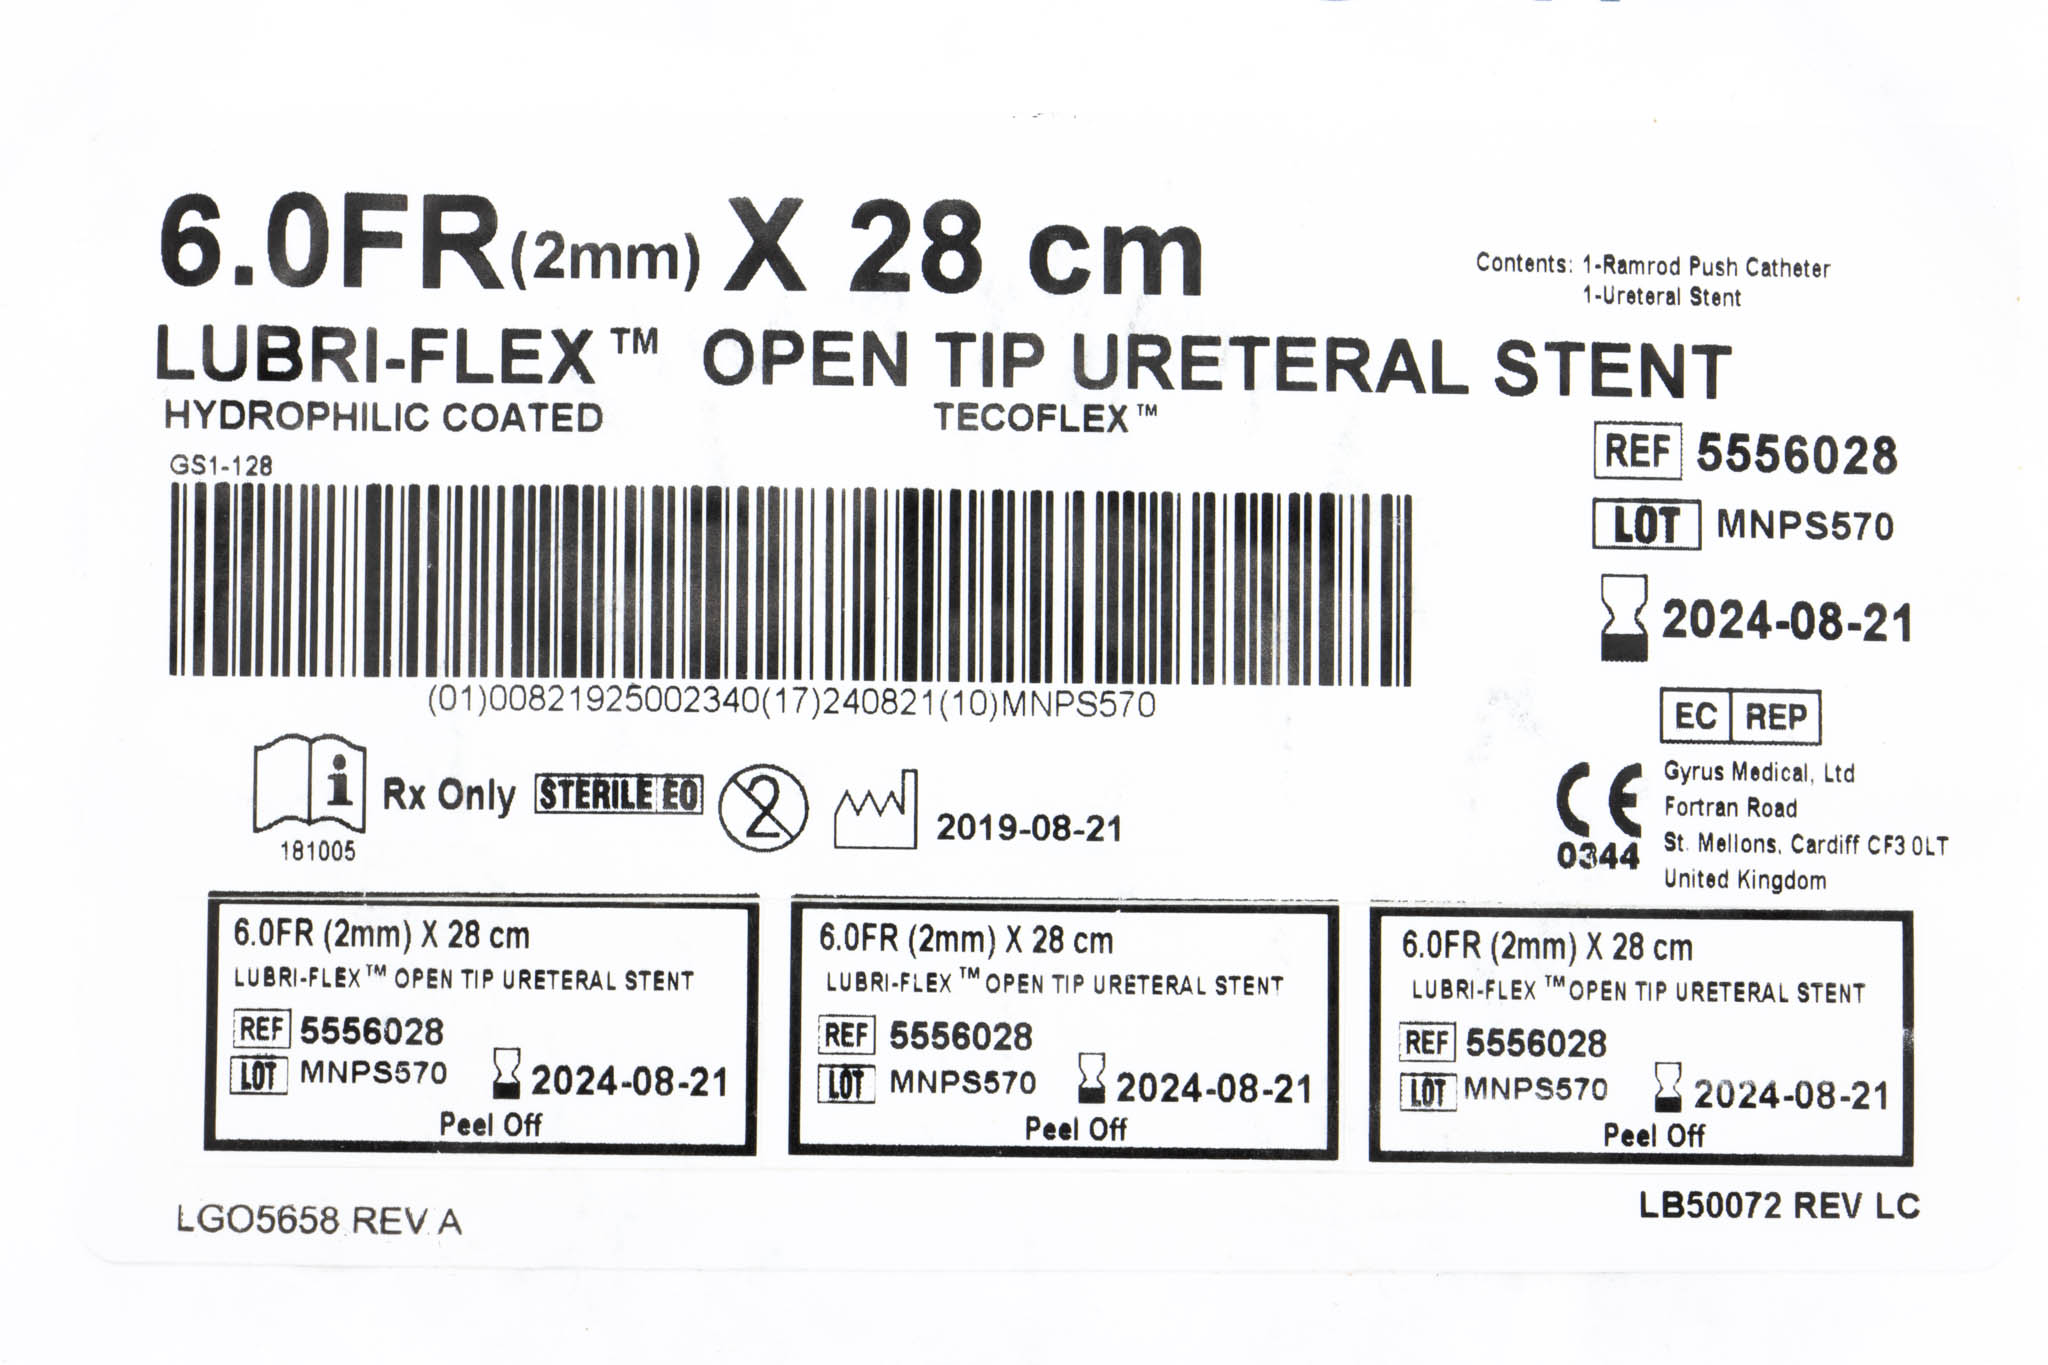 6.0FR(2mm) X 28 cm
Contents: 1-Ramrod Push Catheter
1-Ureteral Stent
LUBRI-FLEX™ OPEN TIP URETERAL STENT
HYDROPHILIC COATED TECOFLEX™
GS1-128
REF 5556028
LOT MNPS570
2024-08-21
(01)00821925002340(17)240821(10)MNPS570
EC REP
Gyrus Medical, Ltd
Fortran Road
St. Mellons, Cardiff CF3 0LT
United Kingdom
CE
0344
i
181005
Rx Only STERILE EO 2 2019-08-21
6.0FR (2mm) X 28 cm
LUBRI-FLEX™ OPEN TIP URETERAL STENT
REF 5556028
LOT MNPS570 2024-08-21
Peel Off
6.0FR (2mm) X 28 cm
LUBRI-FLEX™ OPEN TIP URETERAL STENT
REF 5556028
LOT MNPS570 2024-08-21
Peel Off
6.0FR (2mm) X 28 cm
LUBRI-FLEX™ OPEN TIP URETERAL STENT
REF 5556028
LOT MNPS570 2024-08-21
Peel Off
LGO5658 REV A
LB50072 REV LC